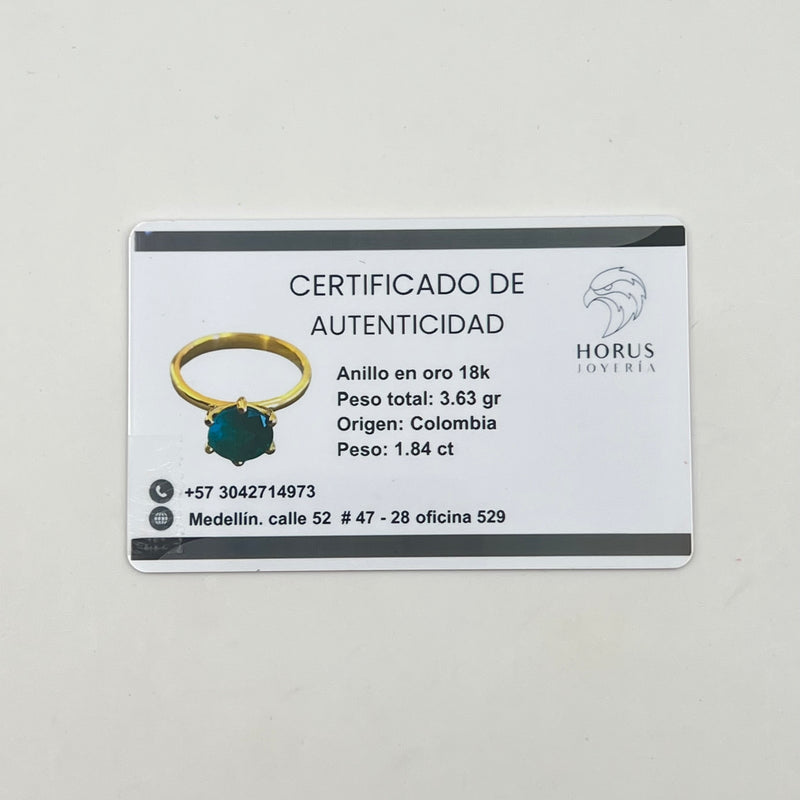 CERTIFICADO DE
AUTENTICIDAD
HORUS
JOYERÍA
Anillo en oro 18k
Peso total: 3.63 gr
Origen: Colombia
Peso: 1.84 ct
+57 3042714973
Medellín. calle 52 # 47 - 28 oficina 529